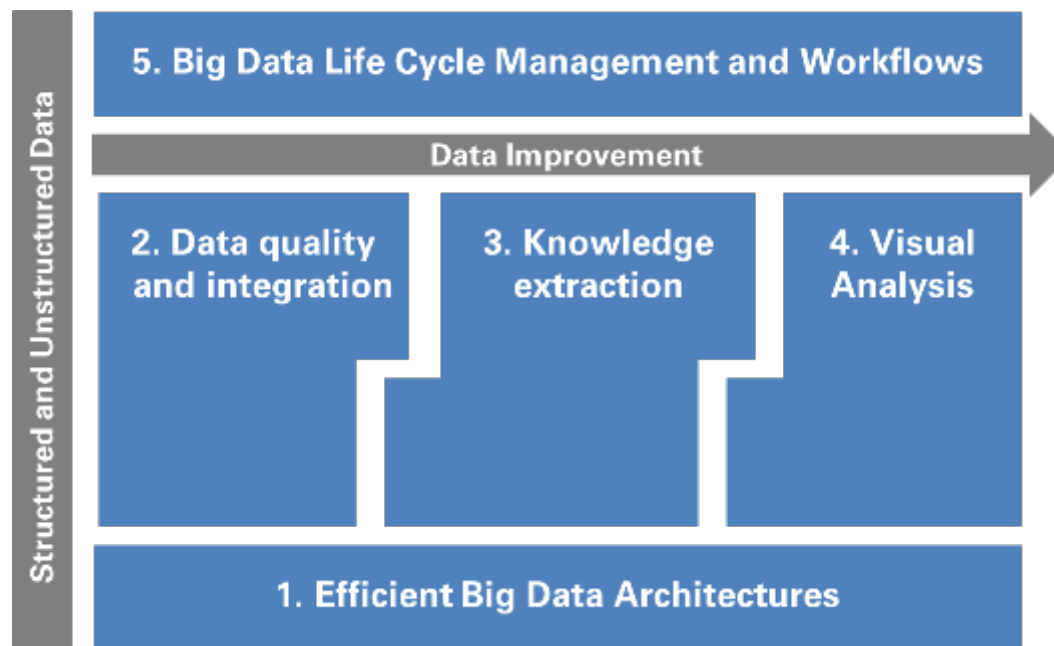 Structured and Unstructured Data
5. Big Data Life Cycle Management and Workflows
Data Improvement
2. Data quality
and integration
3. Knowledge
extraction
4. Visual
Analysis
1. Efficient Big Data Architectures